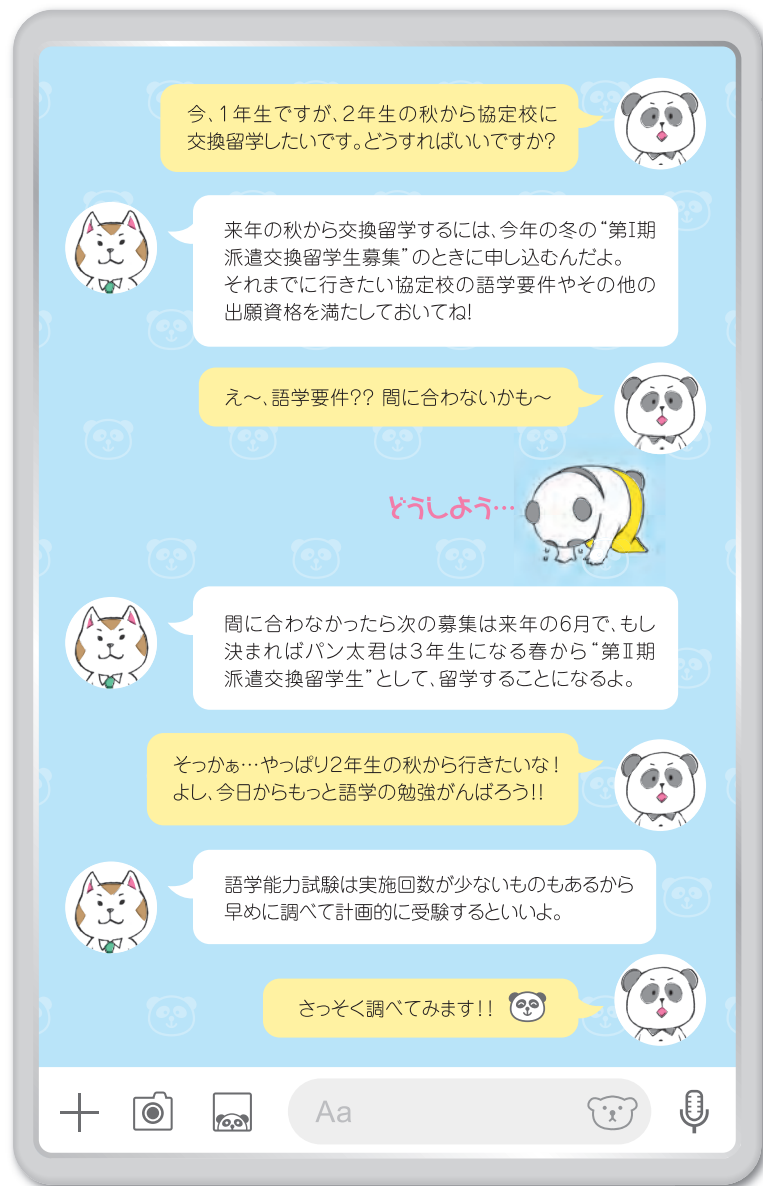 今、1年生ですが、2年生の秋から協定校に
交換留学したいです。どうすればいいですか?
来年の秋から交換留学するには、今年の冬の“第Ⅰ期
派遣交換留学生募集”のときに申し込むんだよ。
それまでに行きたい協定校の語学要件やその他の
出願資格を満たしておいてね!
え〜、語学要件?? 間に合わないかも〜
どうしよう…
間に合わなかったら次の募集は来年の6月で、もし
決まればパン太君は3年生になる春から“第Ⅱ期
派遣交換留学生”として、留学することになるよ。
そっかぁ…やっぱり2年生の秋から行きたいな!
よし、今日からもっと語学の勉強がんばろう!!
語学能力試験は実施回数が少ないものもあるから
早めに調べて計画的に受験するといいよ。
さっそく調べてみます!!
Aa